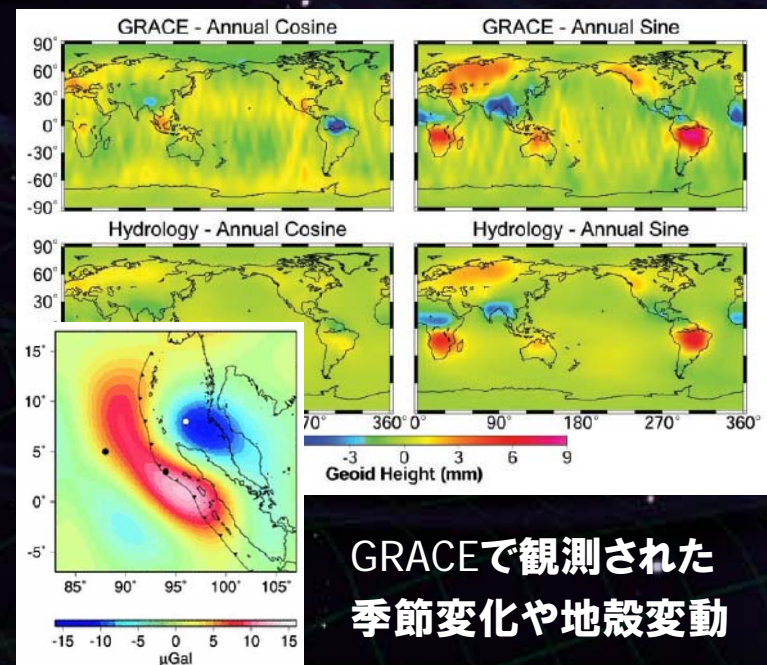 GRACE - Annual Cosine
GRACE - Annual Sine
90°
60°
30°
0°
-30°
-60°
-90°
Hydrology - Annual Cosine
Hydrology - Annual Sine
90°
60°
30°
70° 360° 0° 90° 180° 270° 360°
-3 0 3 6 9
Geoid Height (mm)
15°
10°
5°
0°
-5°
85° 90° 95° 100° 105°
-15 -10 -5 0 5 10 15
μGal
GRACEで観測された
季節変化や地殻変動